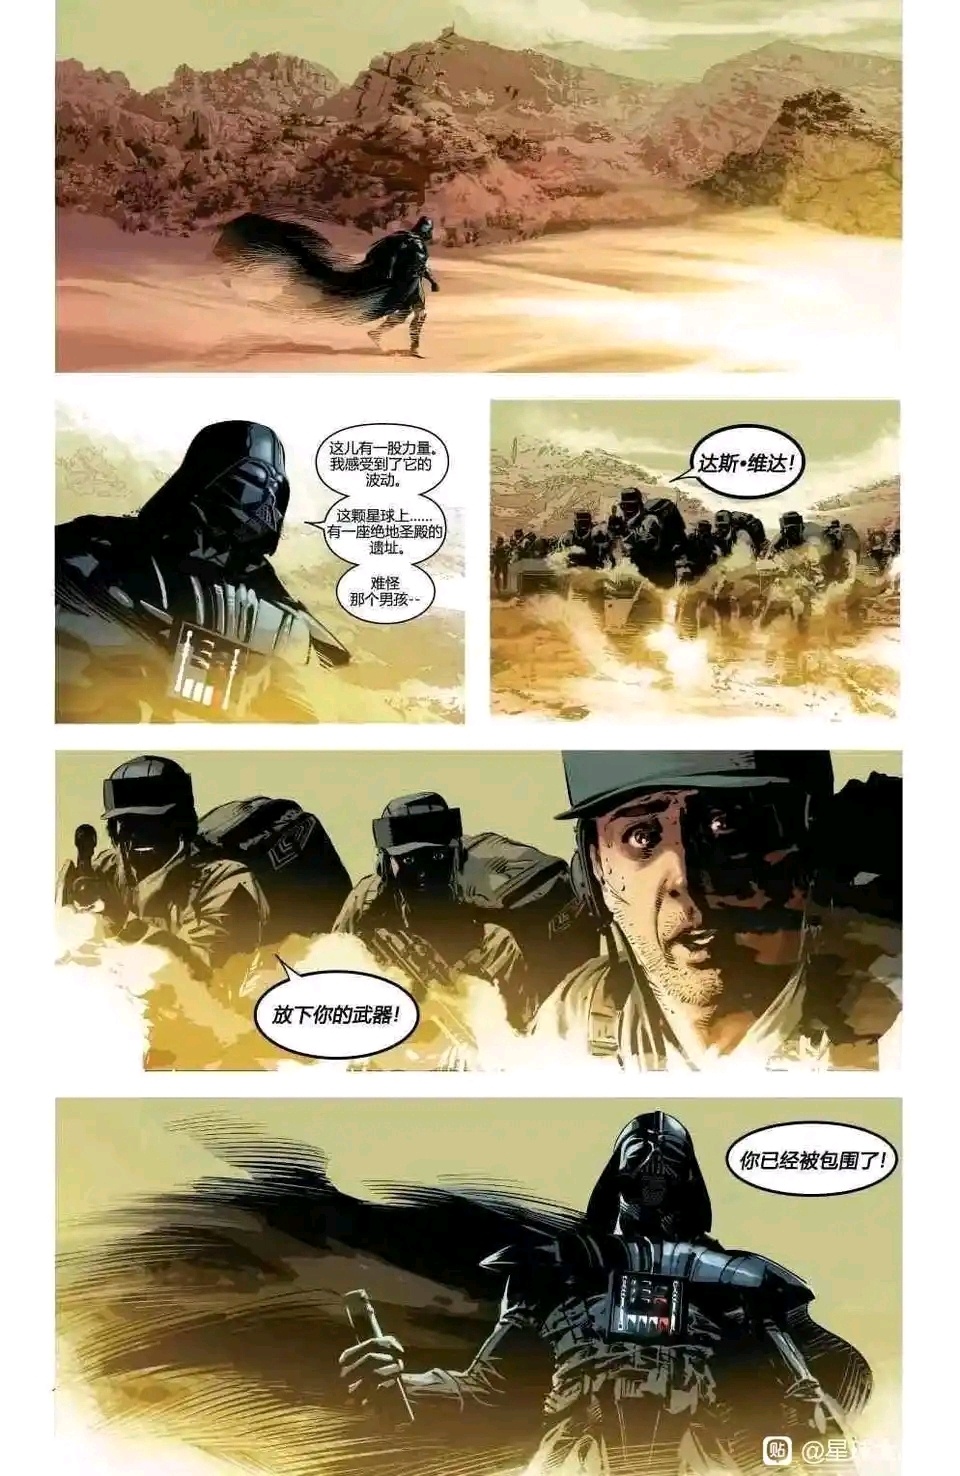 这儿有一股力量。
我感受到了它的
波动。
这颗星球上……
有一座绝地圣殿的
遗址。
难怪
那个男孩--
达斯•维达！
放下你的武器！
你已经被包围了！
贴 @星